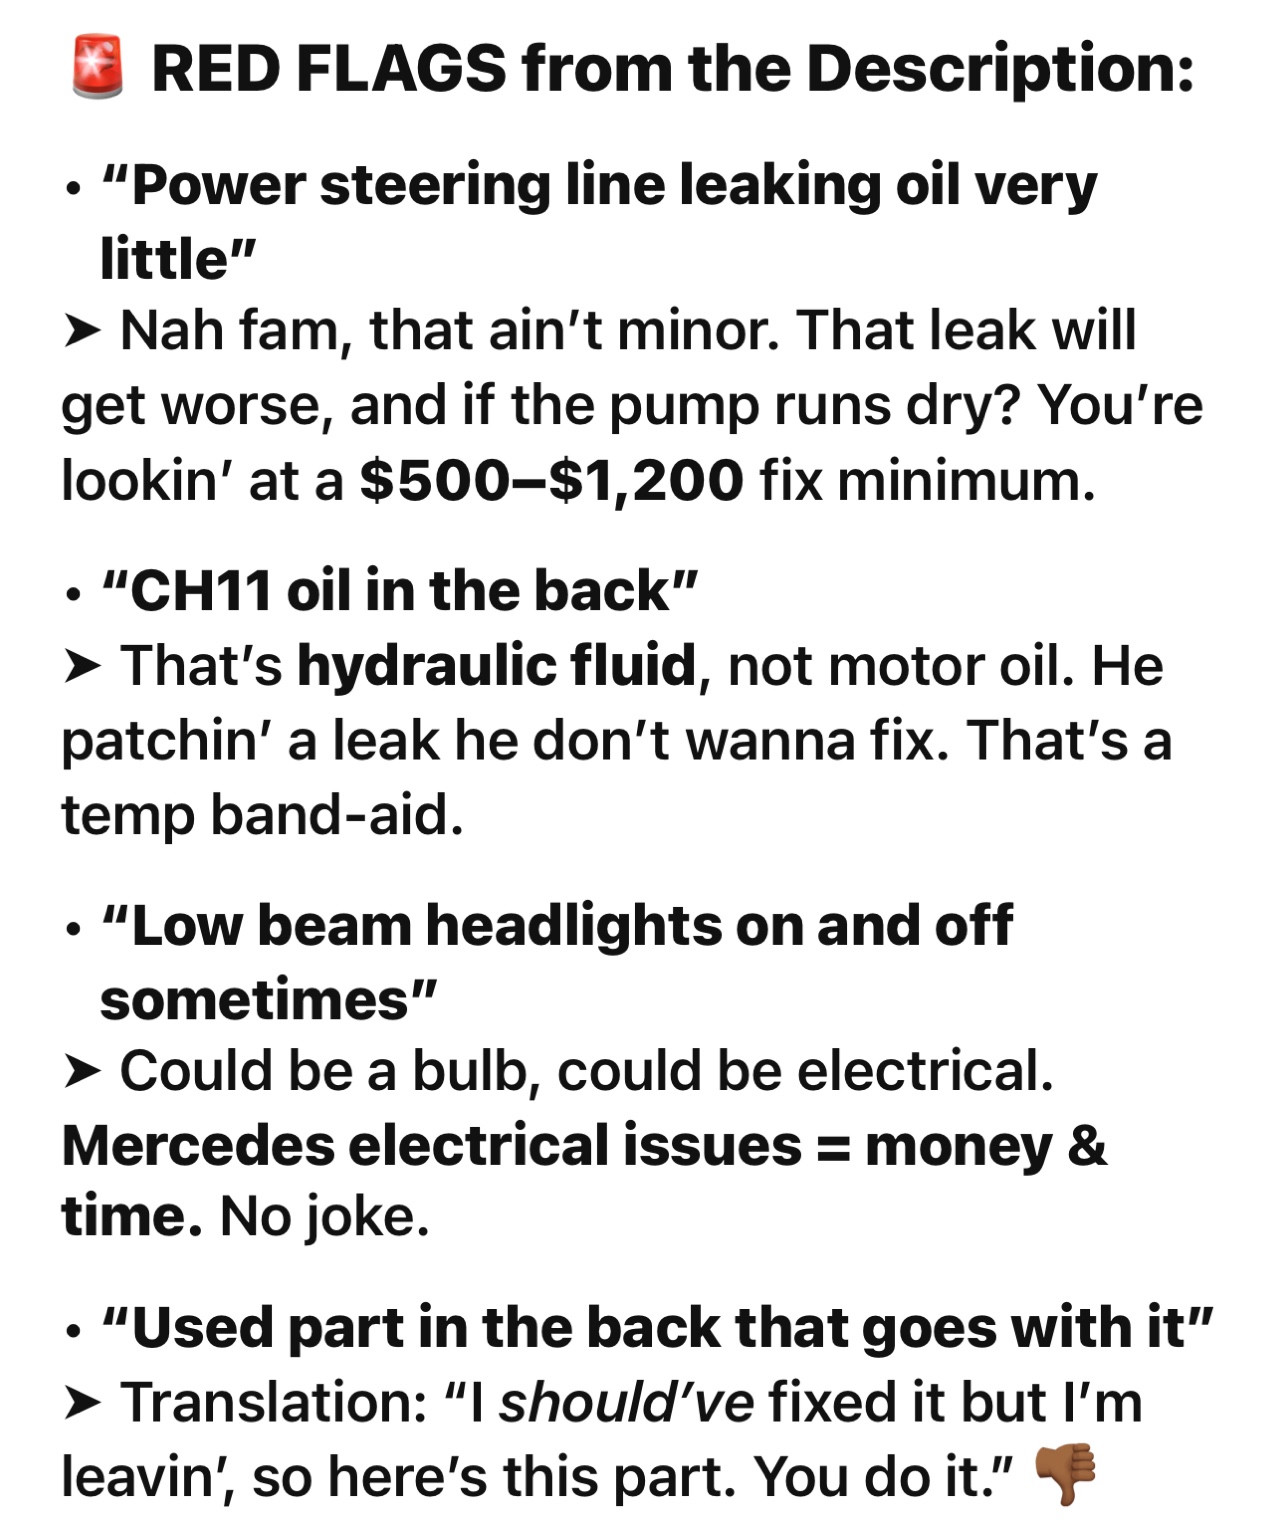 🚨 RED FLAGS from the Description:
• “Power steering line leaking oil very
little”
➤ Nah fam, that ain’t minor. That leak will
get worse, and if the pump runs dry? You’re
lookin’ at a $500–$1,200 fix minimum.
• “CH11 oil in the back”
➤ That’s hydraulic fluid, not motor oil. He
patchin’ a leak he don’t wanna fix. That’s a
temp band-aid.
• “Low beam headlights on and off
sometimes”
➤ Could be a bulb, could be electrical.
Mercedes electrical issues = money &
time. No joke.
• “Used part in the back that goes with it”
➤ Translation: “I should’ve fixed it but I’m
leavin’, so here’s this part. You do it.” 👎🏾